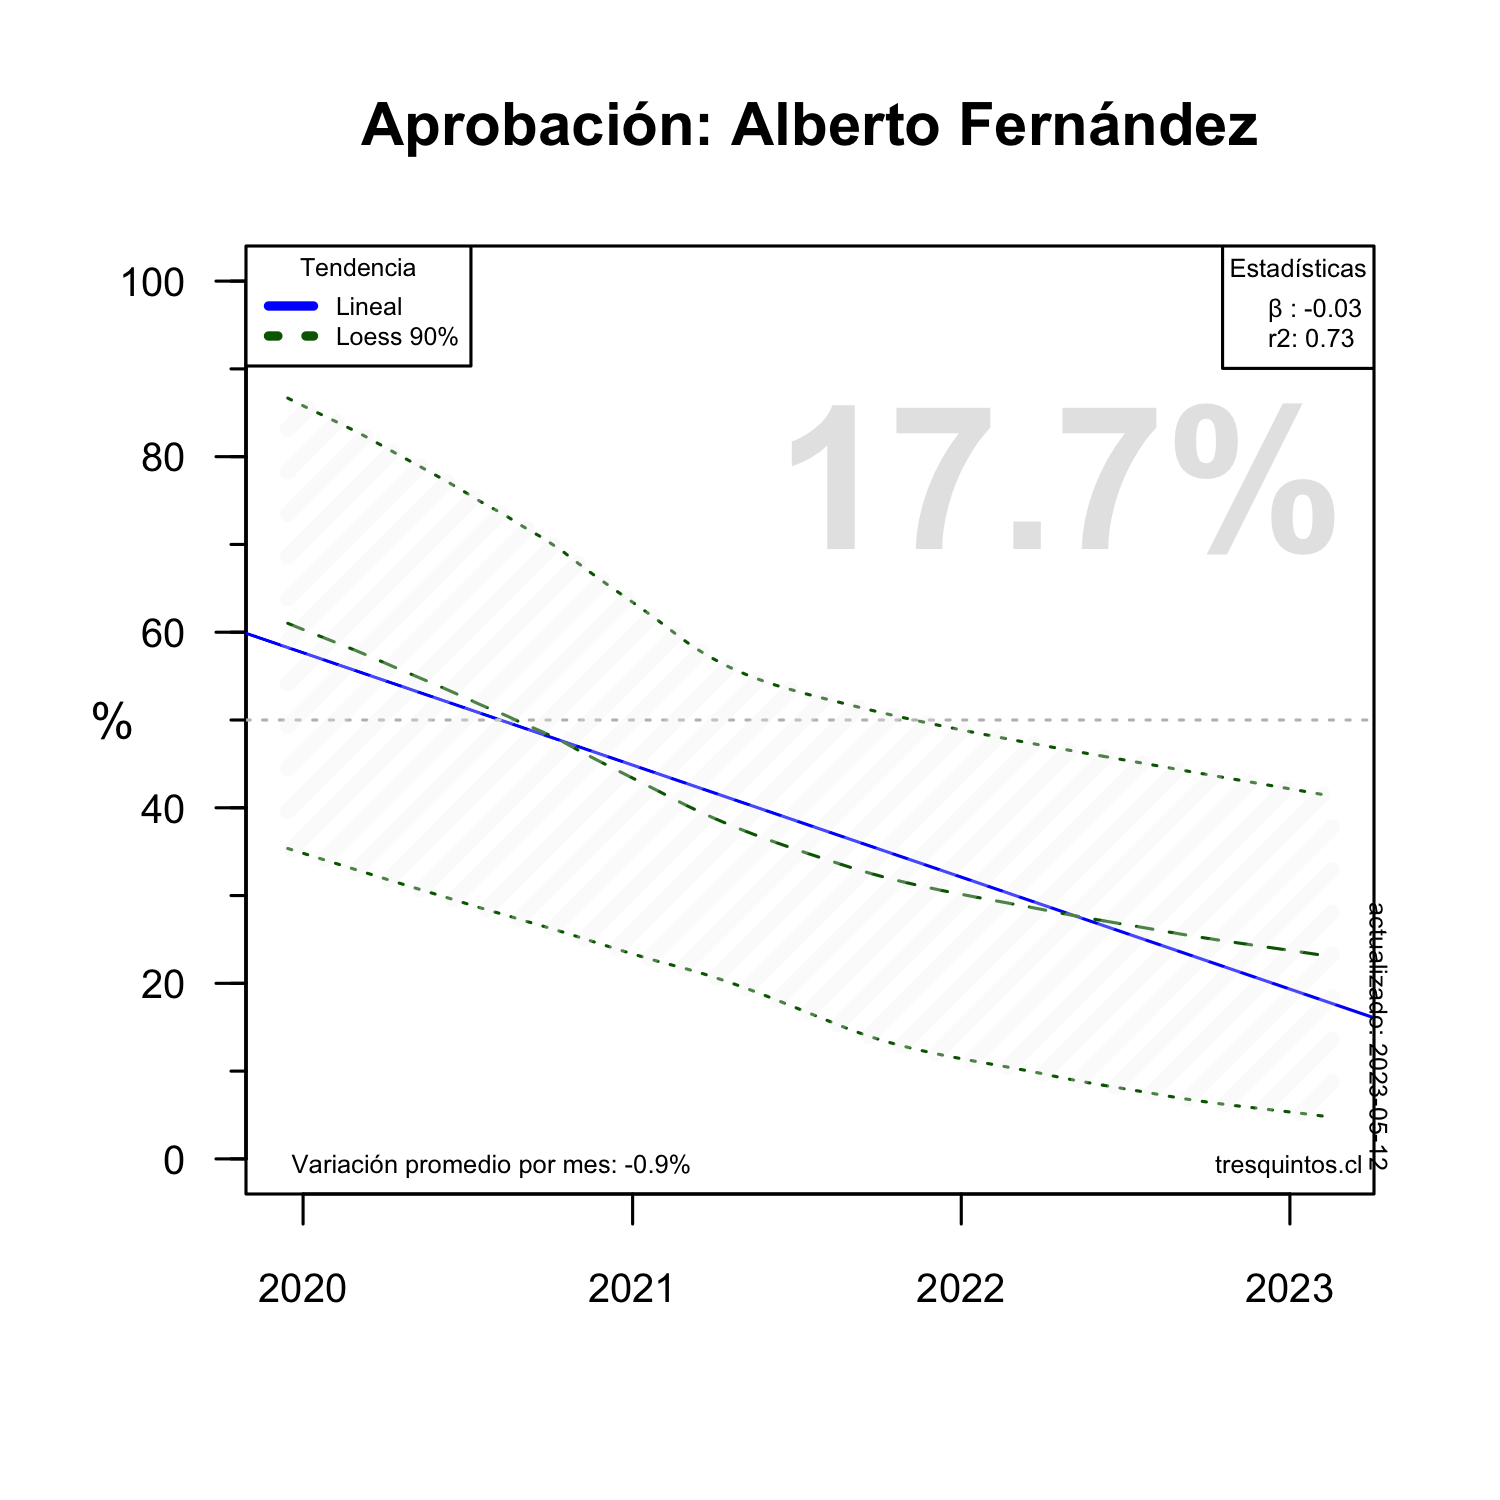 Aprobación: Alberto Fernández
Tendencia
Lineal
Loess 90%
Estadísticas
β : -0.03
r2: 0.73
17.7%
100
80
60
40
20
0
%
Variación promedio por mes: -0.9%
tresquintos.cl
actualizado: 2023-05-12
2020
2021
2022
2023